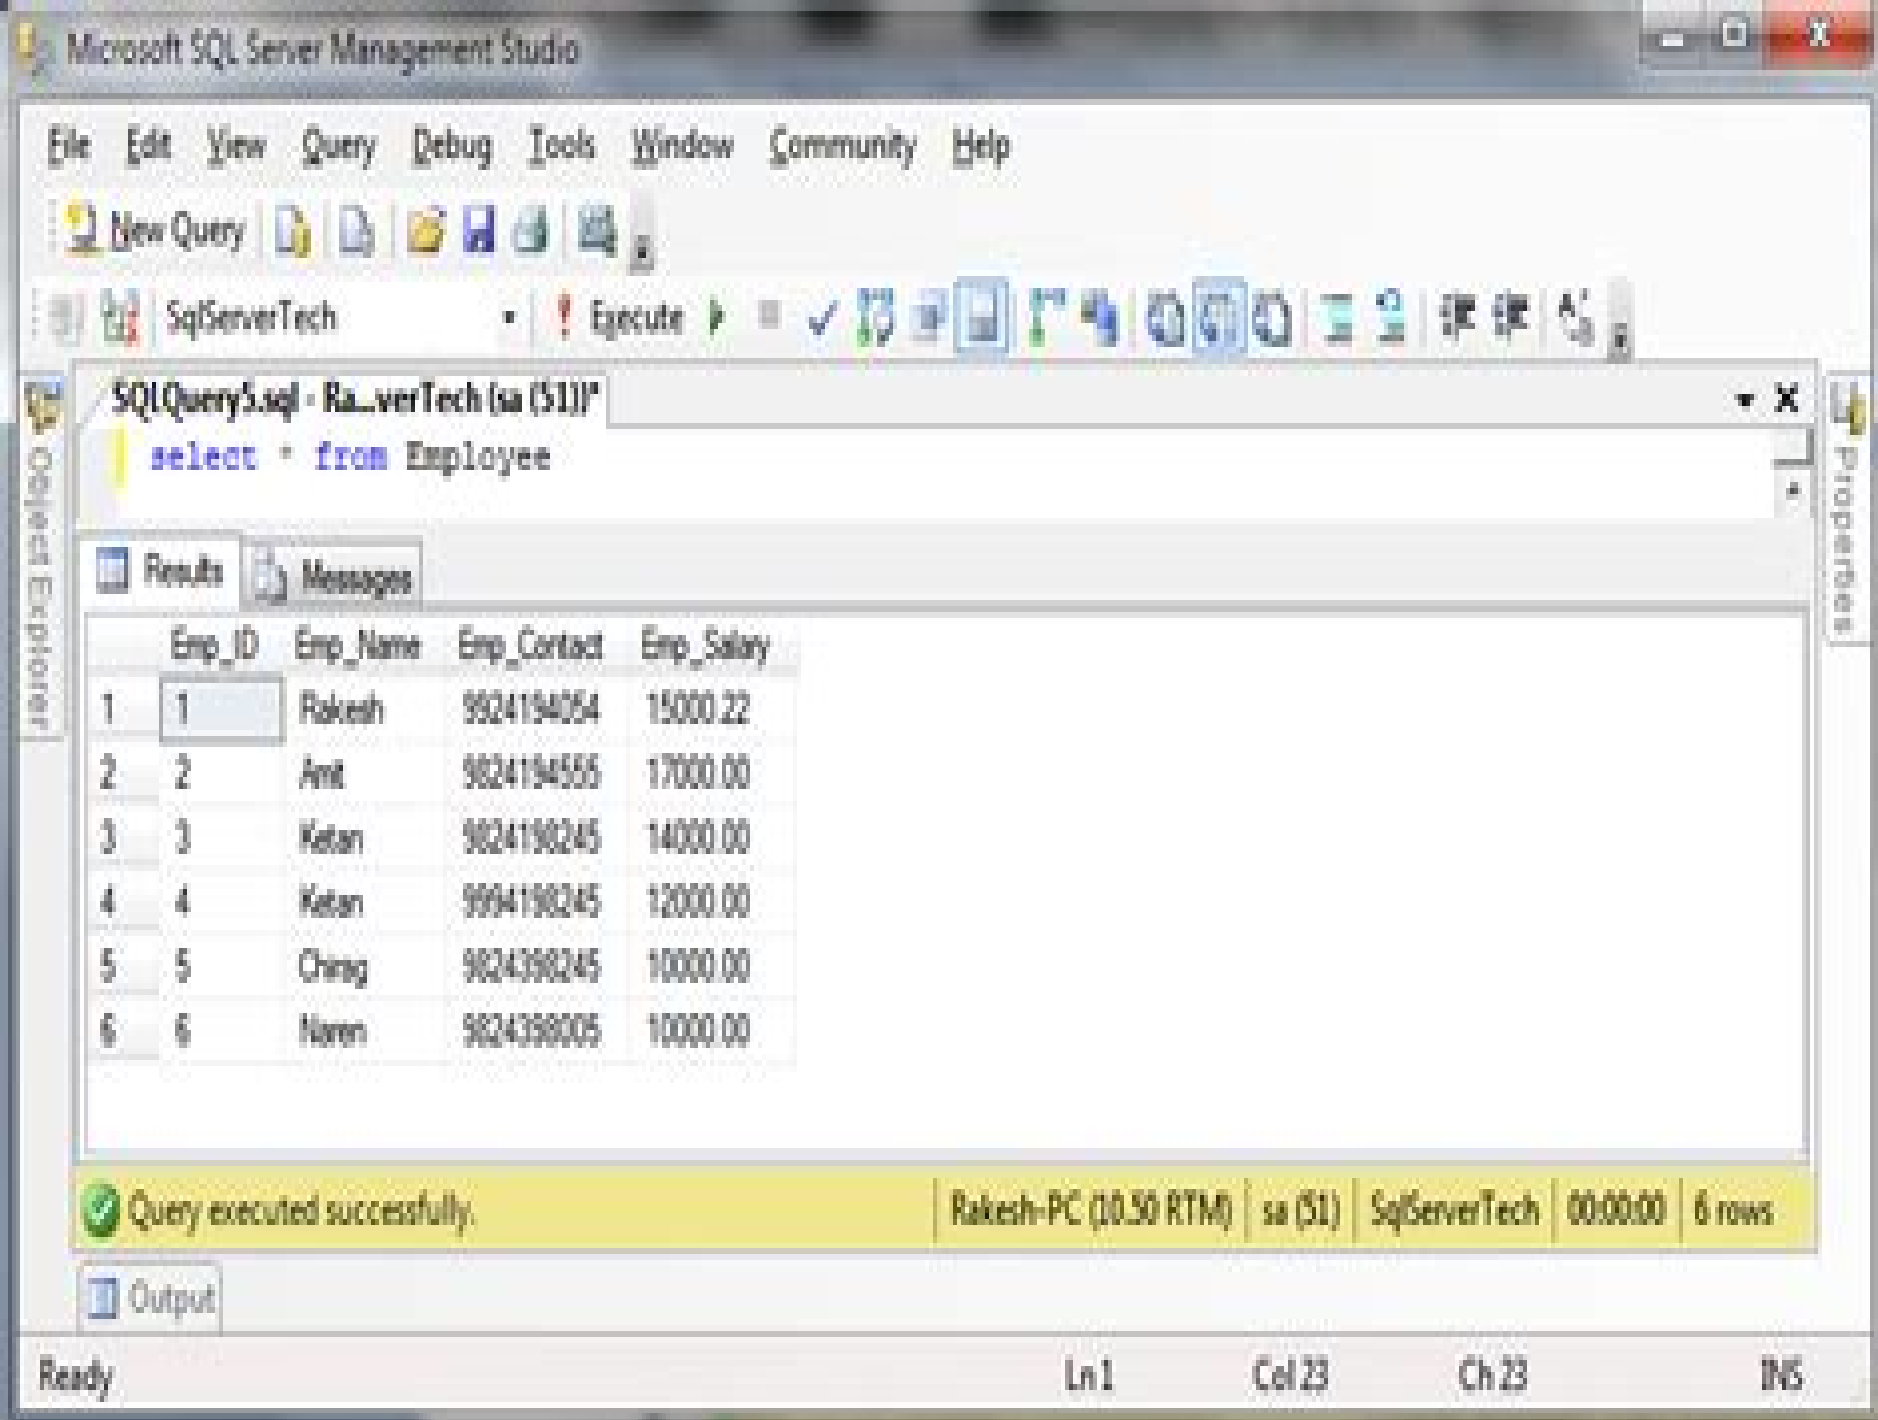 Microsoft SQL Server Management Studio
File Edit View Query Debug Tools Window Community Help
New Query
SqlServerTech Execute
SQLQuery5.sql - Ra...verTech (sa (51))*
select * from Employee
Object Explorer
Properties
Results Messages
Emp_ID Emp_Name Emp_Contact Emp_Salary
1 1 Rakesh 9924194054 15000.22
2 2 Amit 9824194555 17000.00
3 3 Ketan 9824198245 14000.00
4 4 Ketan 9994198245 12000.00
5 5 Chirag 9824398245 10000.00
6 6 Naren 9824398005 10000.00
Query executed successfully. Rakesh-PC (10.50 RTM) sa (51) SqlServerTech 00:00:00 6 rows
Output
Ready Ln 1 Col 23 Ch 23 INS